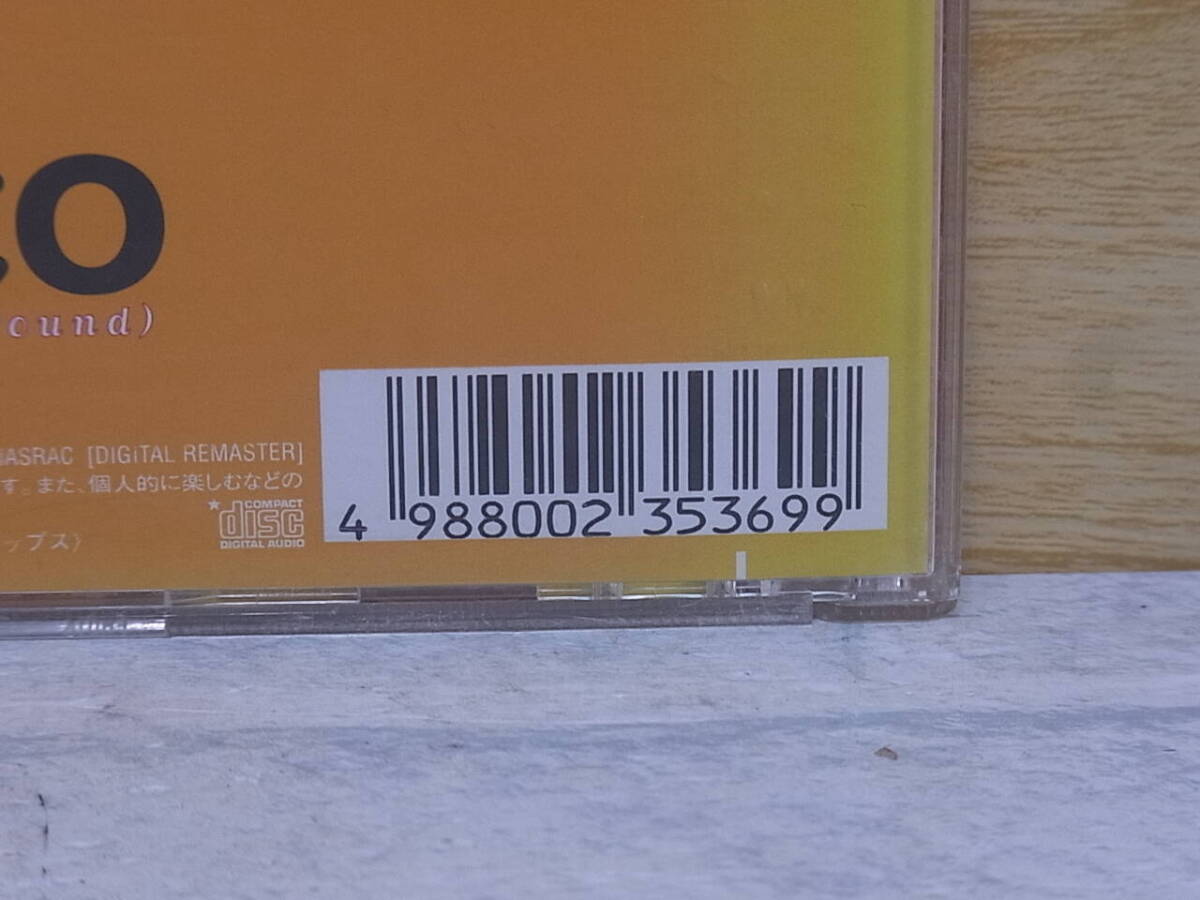 o
ound)
JASRAC [DIGITAL REMASTER]
す。また、個人的に楽しむなどの
COMPACT
disc
DIGITAL AUDIO
ップス)
4 988002 353699